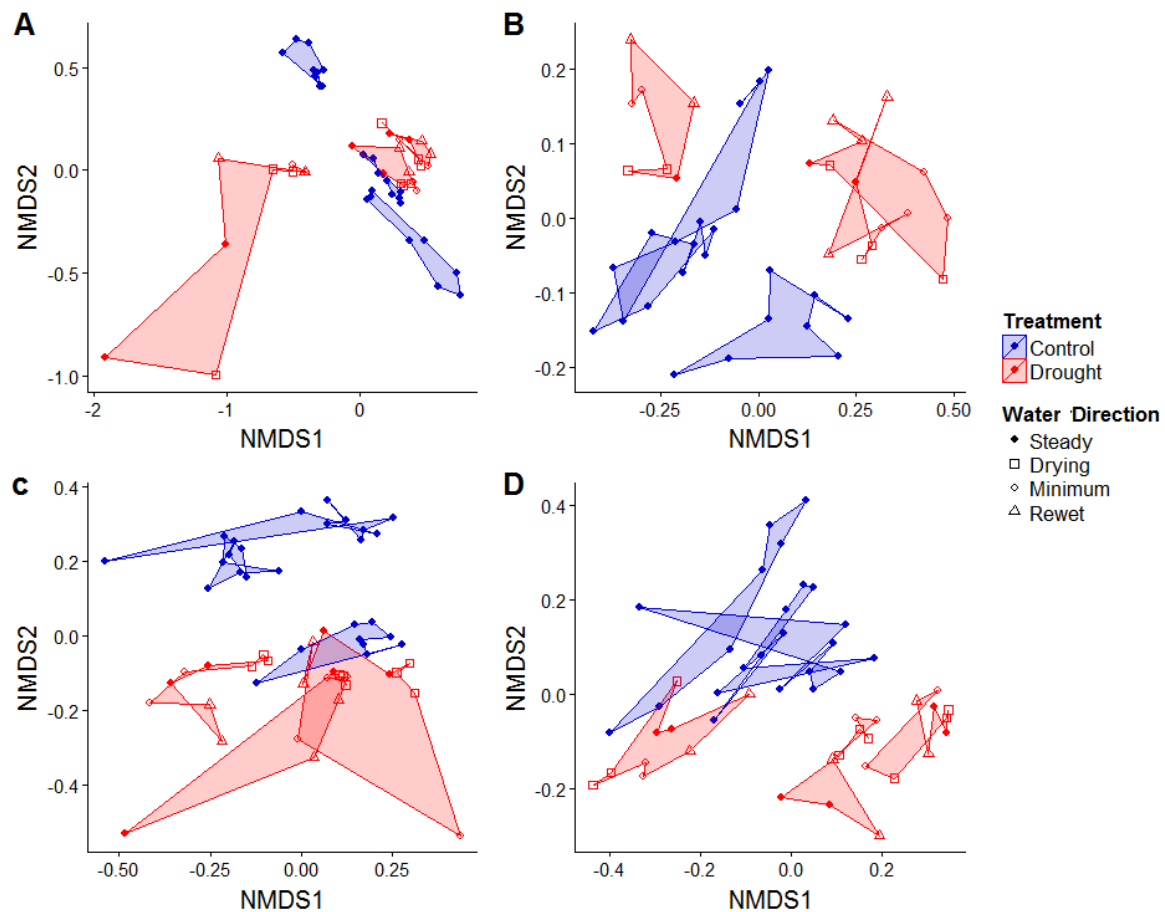 A
NMDS2
0.5
0.0
-0.5
-1.0
-2
-1
0
NMDS1
B
NMDS2
0.2
0.1
0.0
-0.1
-0.2
-0.25
0.00
0.25
0.50
NMDS1
Treatment
Control
Drought
Water Direction
Steady
Drying
Minimum
Rewet
c
NMDS2
0.4
0.2
0.0
-0.2
-0.4
-0.50
-0.25
0.00
0.25
NMDS1
D
NMDS2
0.4
0.2
0.0
-0.2
-0.4
-0.2
0.0
0.2
NMDS1